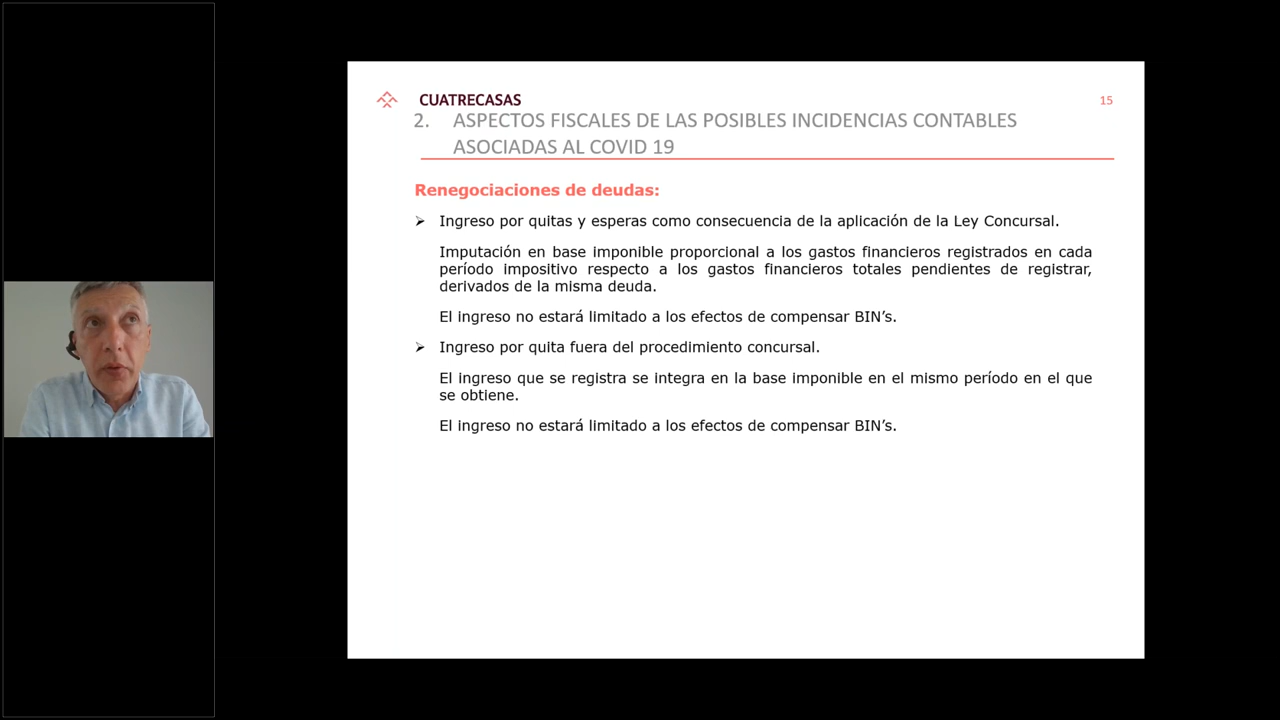 CUATRECASAS
15
2. ASPECTOS FISCALES DE LAS POSIBLES INCIDENCIAS CONTABLES
ASOCIADAS AL COVID 19
Renegociaciones de deudas:
Ingreso por quitas y esperas como consecuencia de la aplicación de la Ley Concursal.
Imputación en base imponible proporcional a los gastos financieros registrados en cada
período impositivo respecto a los gastos financieros totales pendientes de registrar,
derivados de la misma deuda.
El ingreso no estará limitado a los efectos de compensar BIN’s.
Ingreso por quita fuera del procedimiento concursal.
El ingreso que se registra se integra en la base imponible en el mismo período en el que
se obtiene.
El ingreso no estará limitado a los efectos de compensar BIN’s.